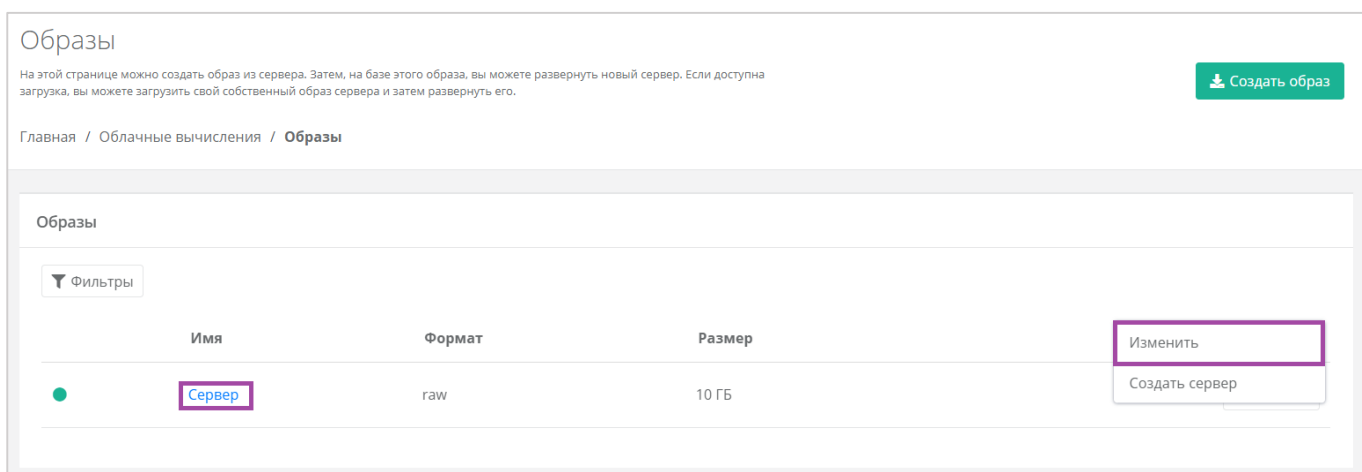 Образы
На этой странице можно создать образ из сервера. Затем, на базе этого образа, вы можете развернуть новый сервер. Если доступна
загрузка, вы можете загрузить свой собственный образ сервера и затем развернуть его.
Создать образ
Главная / Облачные вычисления / Образы
Образы
Фильтры
Имя Формат Размер
Изменить
Сервер raw 10 ГБ
Создать сервер